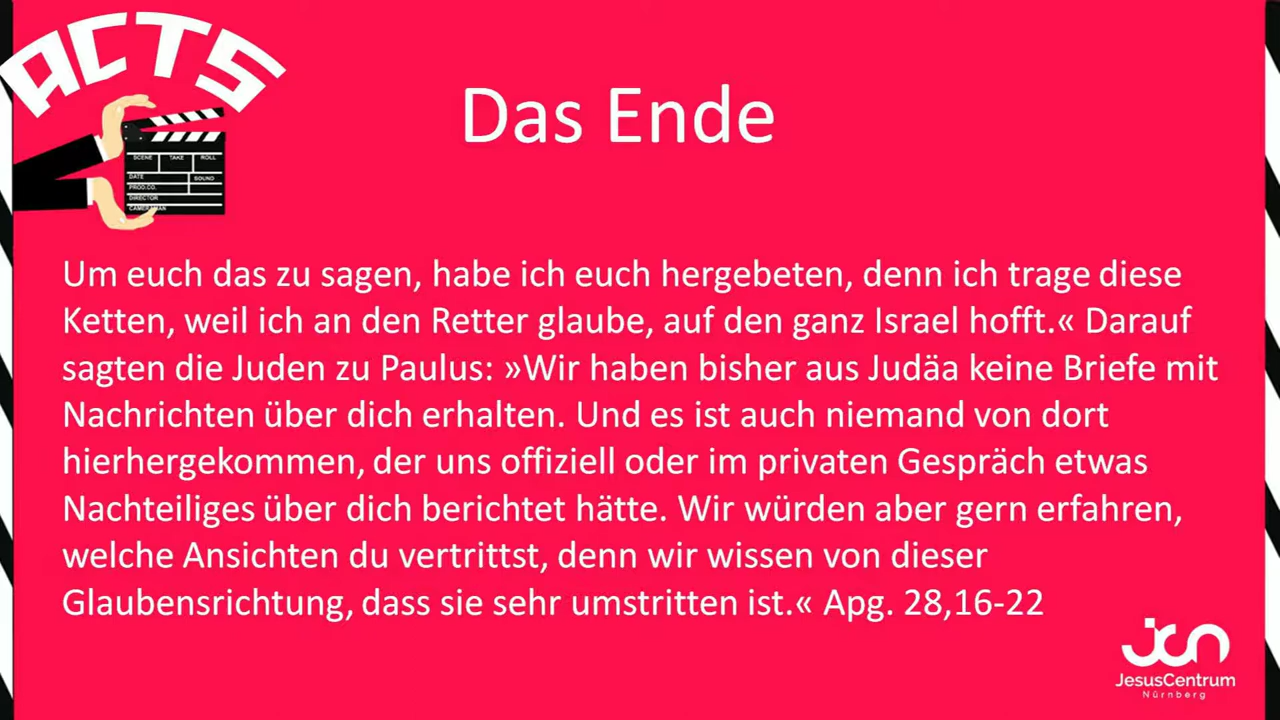 ACTS
SCENE TAKE ROLL
DATE SOUND
PROD.CO.
DIRECTOR
CAMERAMAN
Das Ende
Um euch das zu sagen, habe ich euch hergebeten, denn ich trage diese
Ketten, weil ich an den Retter glaube, auf den ganz Israel hofft.« Darauf
sagten die Juden zu Paulus: »Wir haben bisher aus Judäa keine Briefe mit
Nachrichten über dich erhalten. Und es ist auch niemand von dort
hierhergekommen, der uns offiziell oder im privaten Gespräch etwas
Nachteiliges über dich berichtet hätte. Wir würden aber gern erfahren,
welche Ansichten du vertrittst, denn wir wissen von dieser
Glaubensrichtung, dass sie sehr umstritten ist.« Apg. 28,16-22
jcn
JesusCentrum
Nürnberg